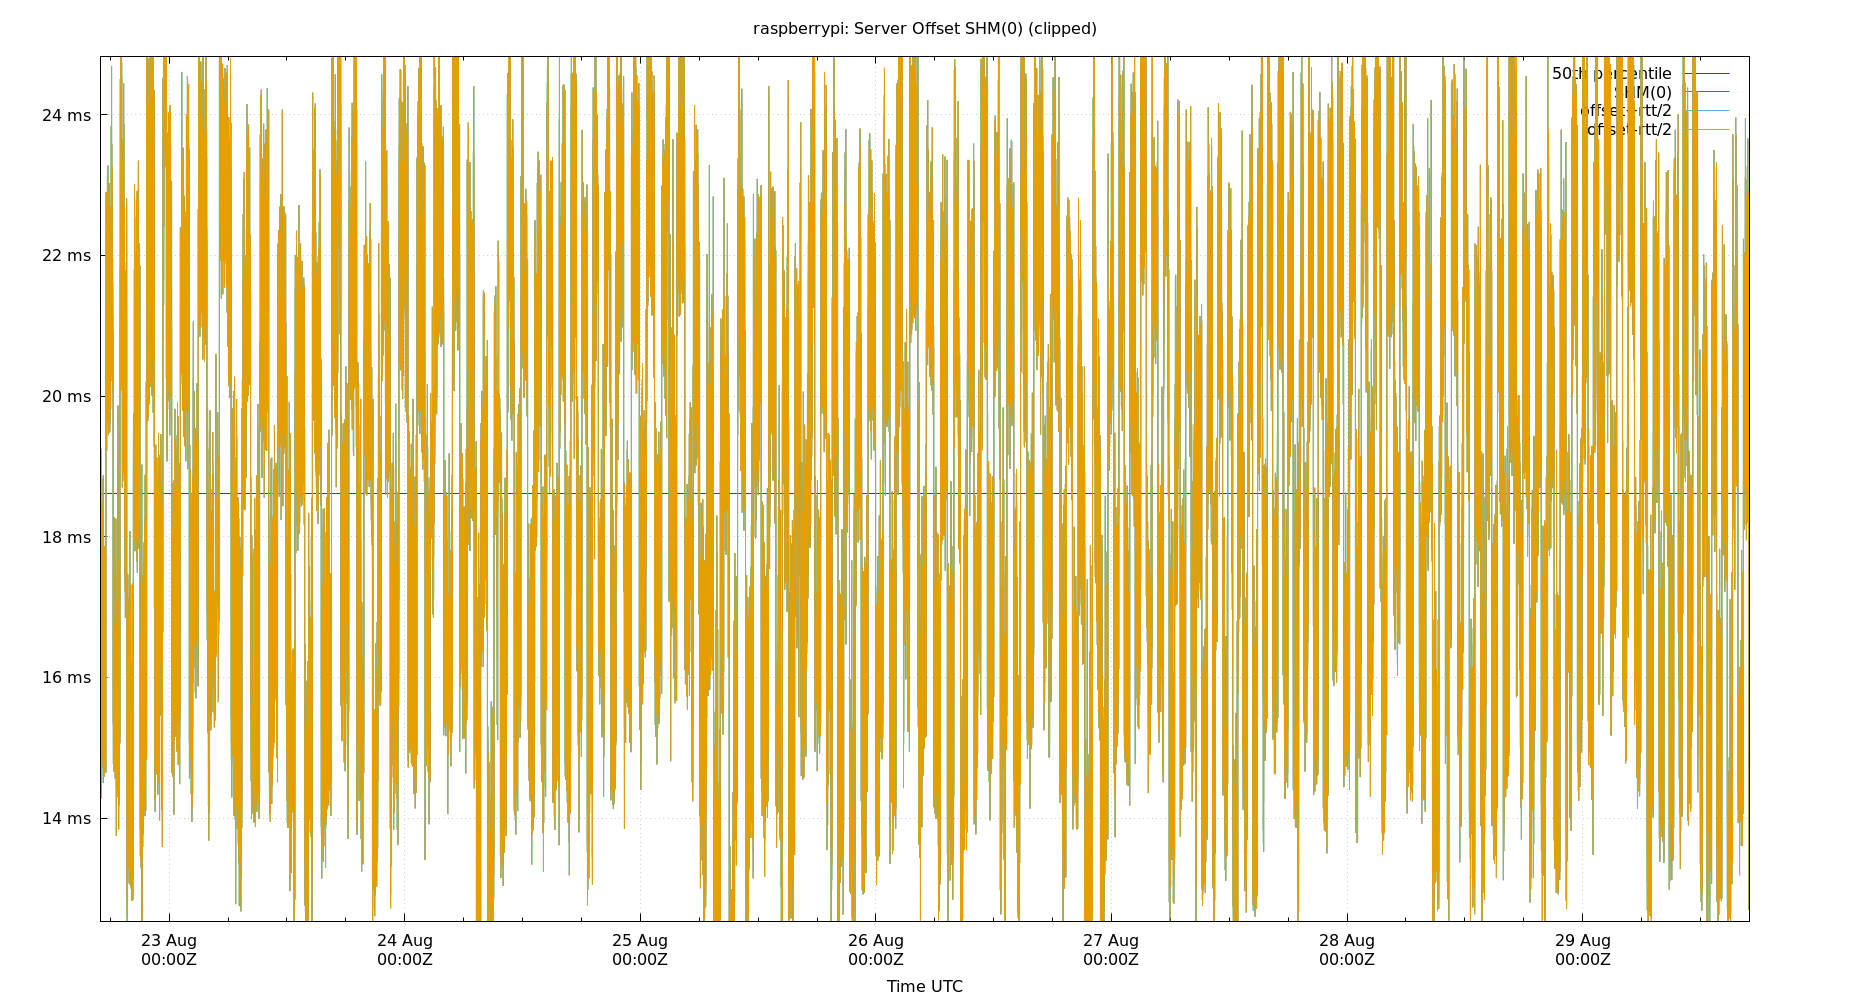 raspberrypi: Server Offset SHM(0) (clipped)
50th percentile
SHM(0)
offset+rtt/2
offset-rtt/2
24 ms
22 ms
20 ms
18 ms
16 ms
14 ms
23 Aug
00:00Z
24 Aug
00:00Z
25 Aug
00:00Z
26 Aug
00:00Z
27 Aug
00:00Z
28 Aug
00:00Z
29 Aug
00:00Z
Time UTC